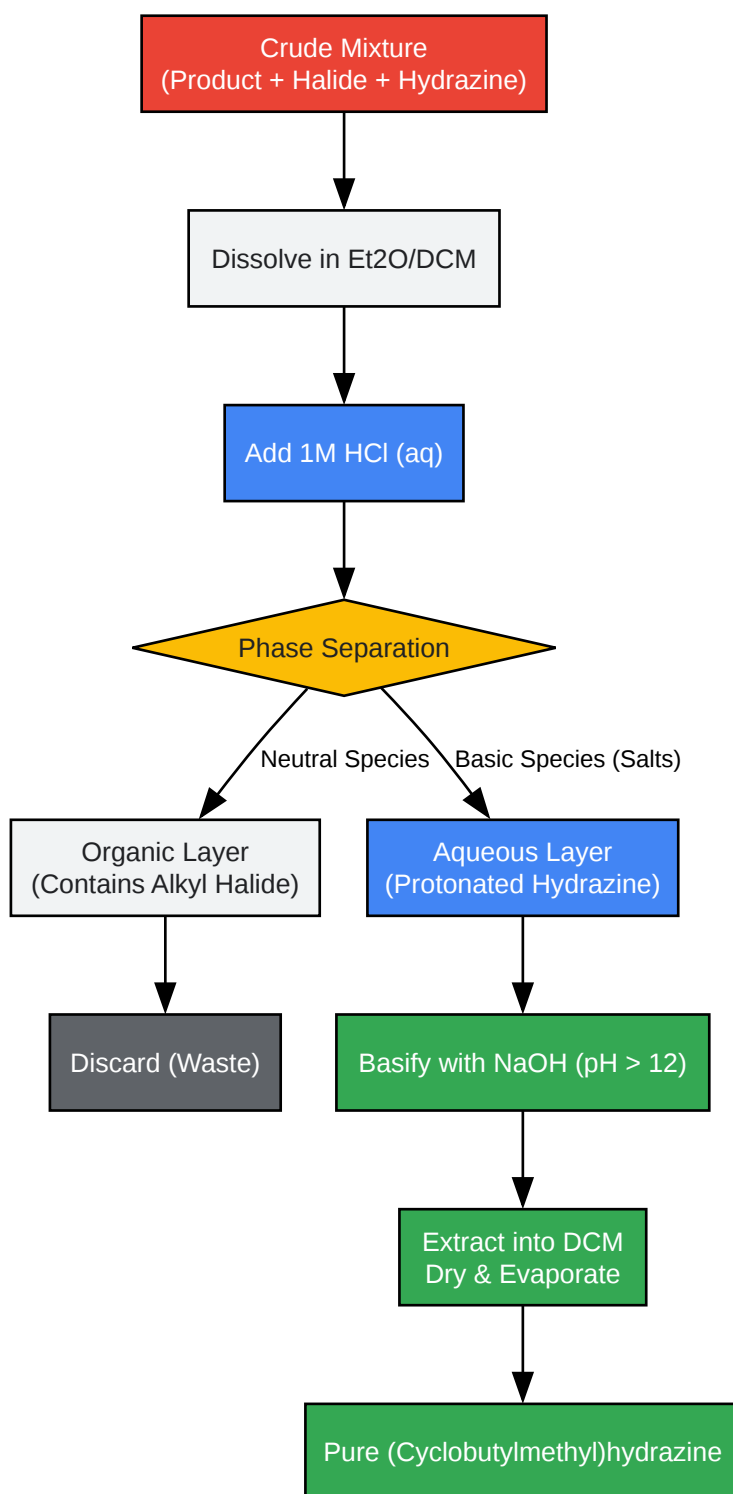 Crude Mixture
(Product + Halide + Hydrazine)
Dissolve in Et2O/DCM
Add 1M HCl (aq)
Phase Separation
Neutral Species
Basic Species (Salts)
Organic Layer
(Contains Alkyl Halide)
Aqueous Layer
(Protonated Hydrazine)
Discard (Waste)
Basify with NaOH (pH > 12)
Extract into DCM
Dry & Evaporate
Pure (Cyclobutylmethyl)hydrazine